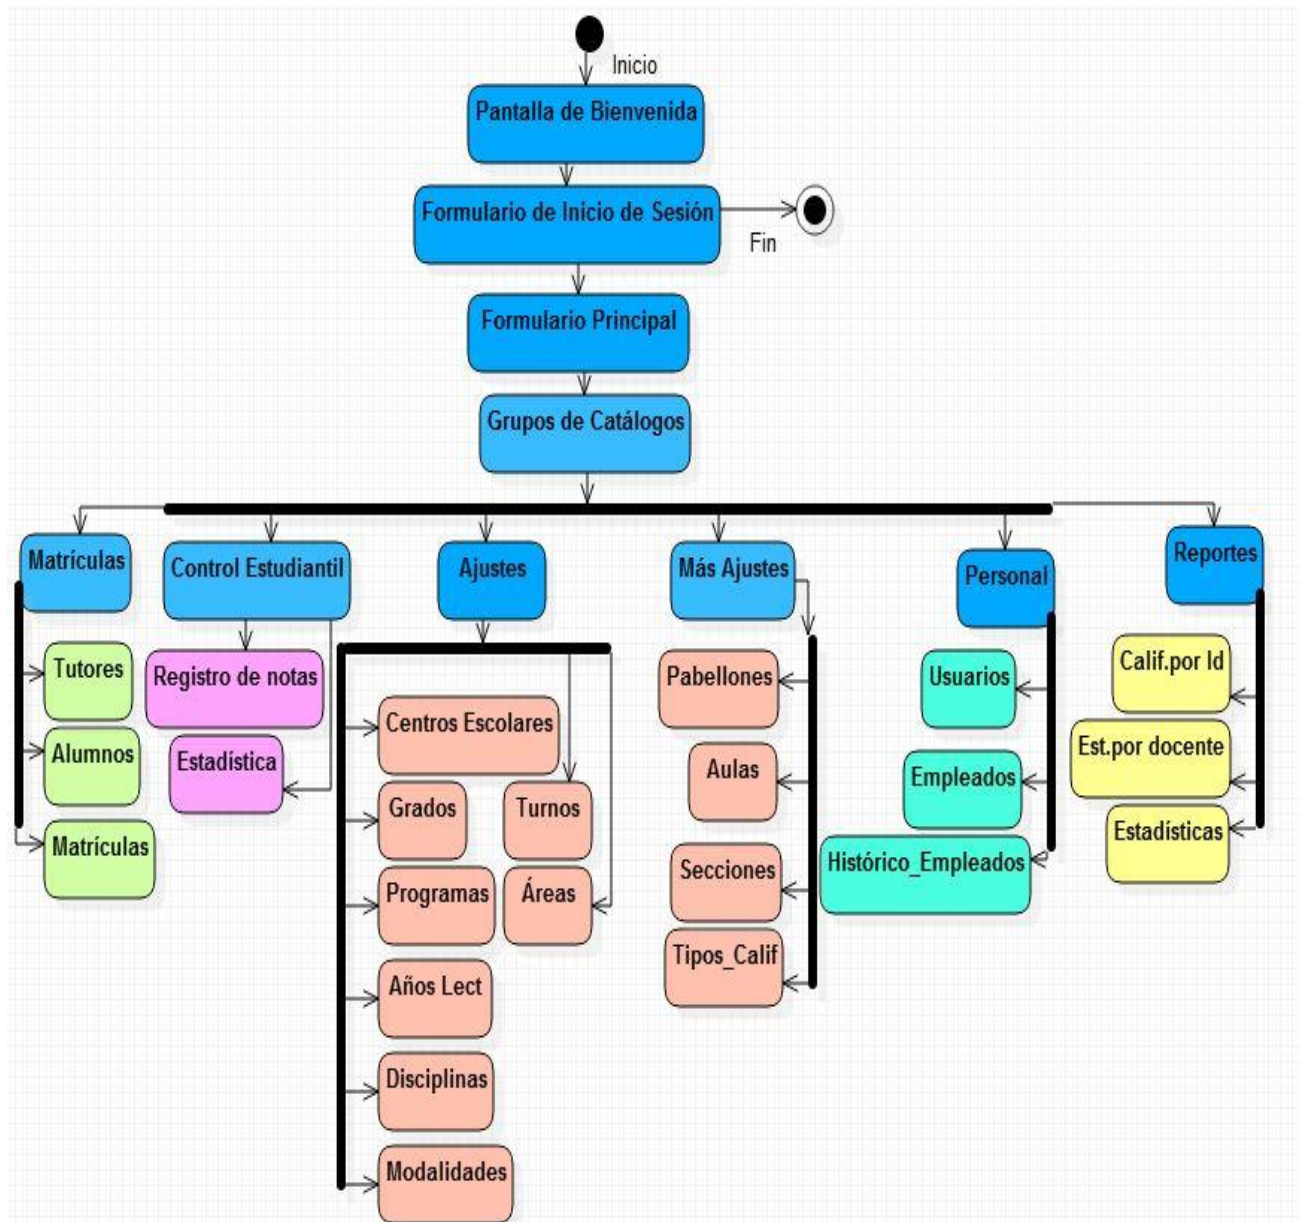 Inicio
Pantalla de Bienvenida
Formulario de Inicio de Sesión
Fin
Formulario Principal
Grupos de Catálogos
Matrículas
Control Estudiantil
Ajustes
Más Ajustes
Personal
Reportes
Tutores
Alumnos
Matrículas
Registro de notas
Estadística
Centros Escolares
Grados
Programas
Años Lect
Disciplinas
Modalidades
Turnos
Áreas
Pabellones
Aulas
Secciones
Tipos_Calif
Usuarios
Empleados
Histórico_Empleados
Calif.por Id
Est.por docente
Estadísticas